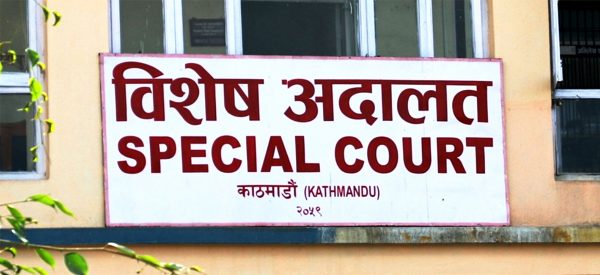 विशेष अदालत
SPECIAL COURT
काठमाडौं (KATHMANDU)
२०५९